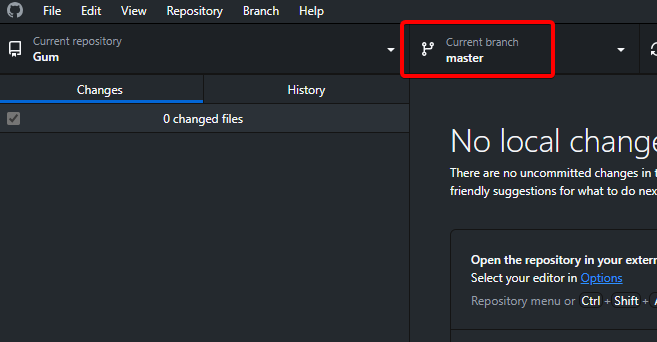 File Edit View Repository Branch Help
Current repository
Gum
Current branch
master
Changes History
0 changed files
No local change
There are no uncommitted changes in t
friendly suggestions for what to do nex
Open the repository in your extern
Select your editor in Options
Repository menu or Ctrl + Shift +